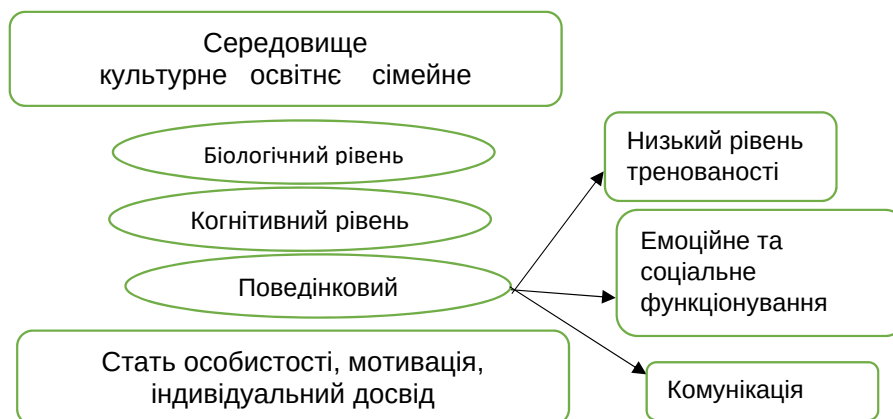 Середовище
культурне освітнє сімейне
Біологічний рівень
Когнітивний рівень
Поведінковий
Стать особистості, мотивація,
індивідуальний досвід
Низький рівень
тренованості
Емоційне та
соціальне
функціонування
Комунікація